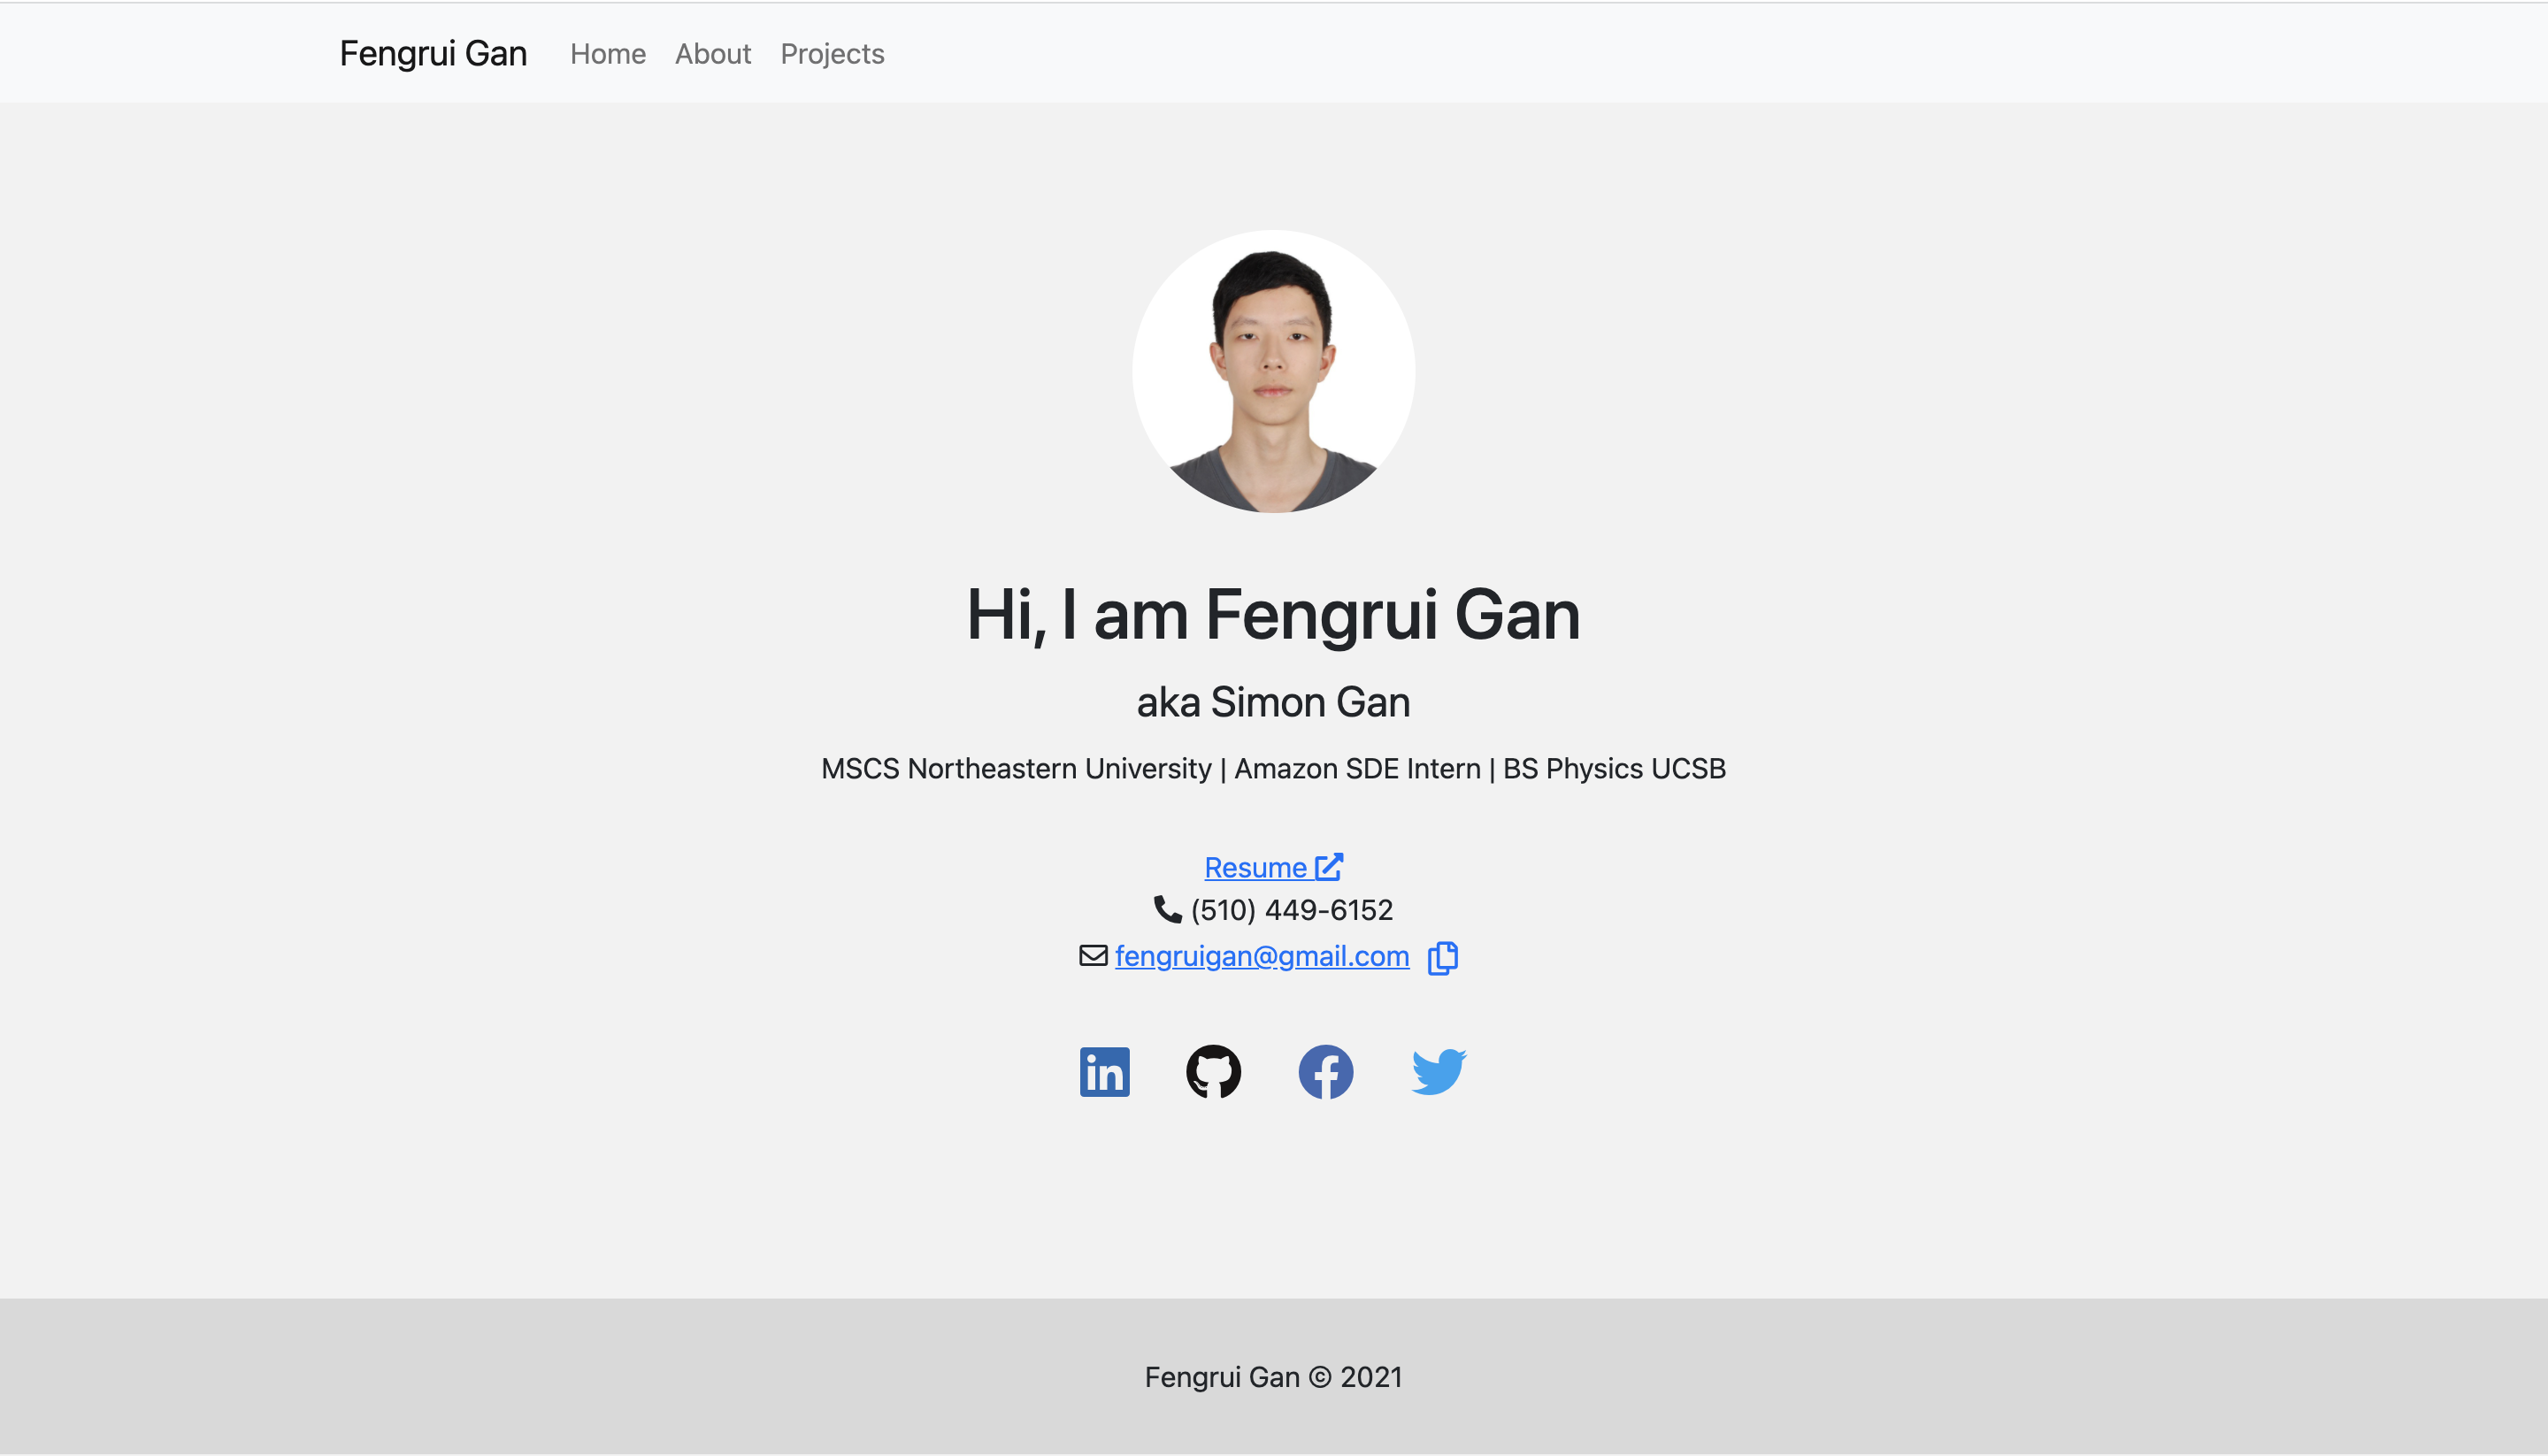 Fengrui Gan Home About Projects
Hi, I am Fengrui Gan
aka Simon Gan
MSCS Northeastern University | Amazon SDE Intern | BS Physics UCSB
Resume
(510) 449-6152
fengruigan@gmail.com
in
Fengrui Gan © 2021